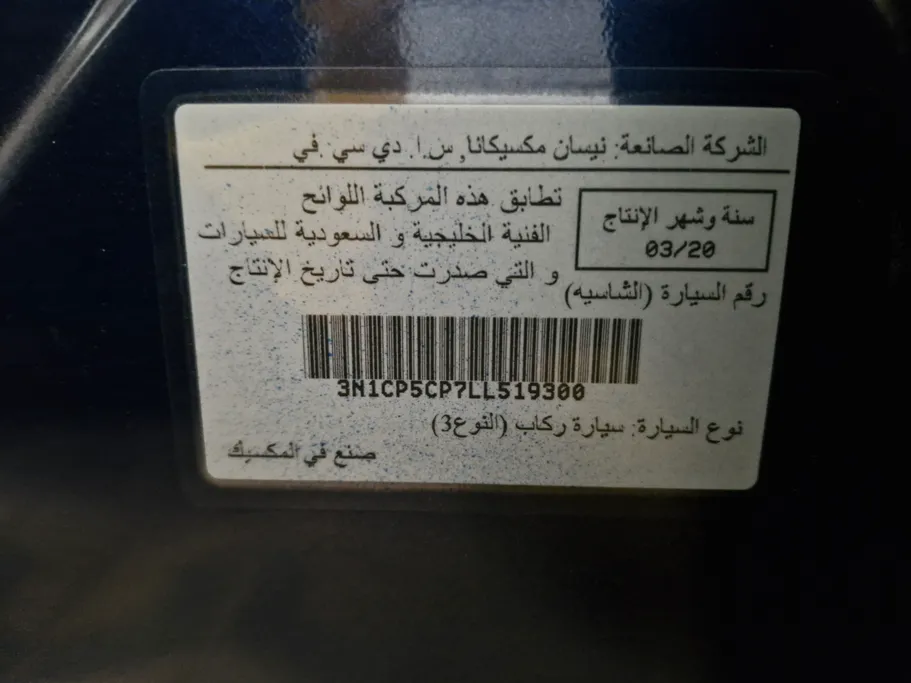 الشركة الصانعة: نيسان مكسيكانا, س.ا. دي سي. في
سنة وشهر الإنتاج
03/20
تطابق هذه المركبة اللوائح
الفنية الخليجية و السعودية للسيارات
و التي صدرت حتى تاريخ الإنتاج
رقم السيارة (الشاسيه)
3N1CP5CP7LL519300
نوع السيارة: سيارة ركاب (النوع3)
صنع في المكسيك